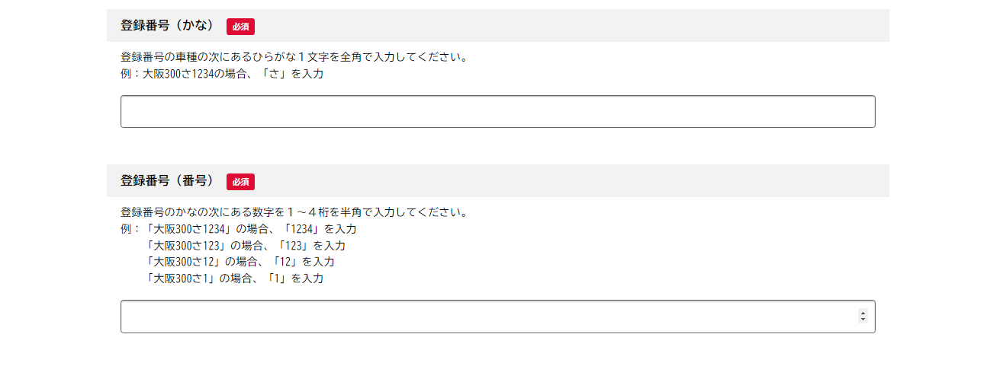 登録番号（かな） 必須
登録番号の車種の次にあるひらがな１文字を全角で入力してください。
例：大阪300さ1234の場合、「さ」を入力
登録番号（番号） 必須
登録番号のかなの次にある数字を１～４桁を半角で入力してください。
例：「大阪300さ1234」の場合、「1234」を入力
「大阪300さ123」の場合、「123」を入力
「大阪300さ12」の場合、「12」を入力
「大阪300さ1」の場合、「1」を入力